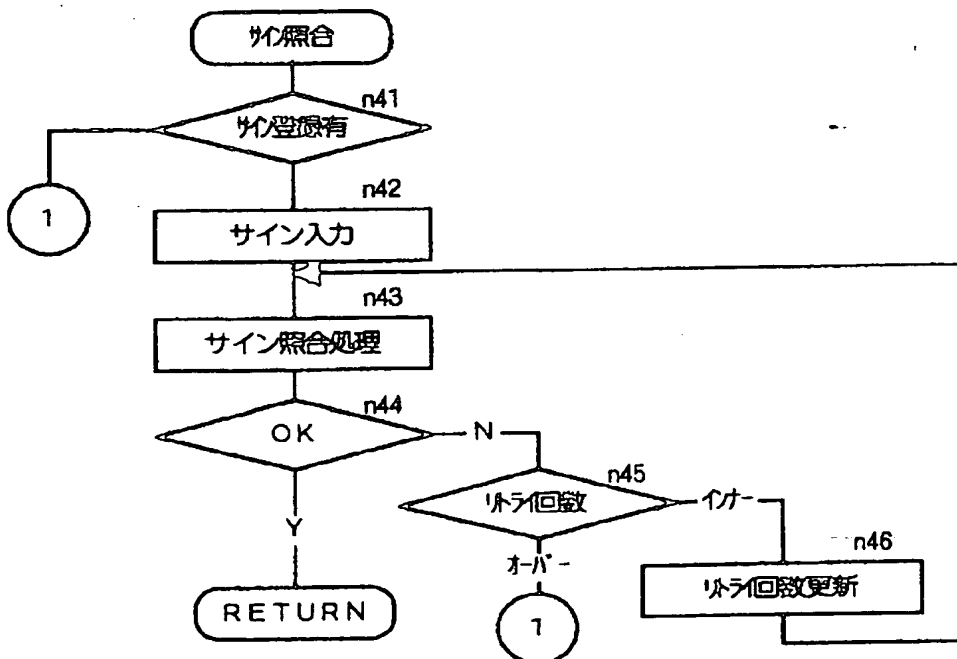 サイン照合
n41
サイン登録有
1
n42
サイン入力
n43
サイン照合処理
n44
OK
N
n45
リトライ回数
インナー
Y
オーバー
n46
リトライ回数更新
RETURN
1